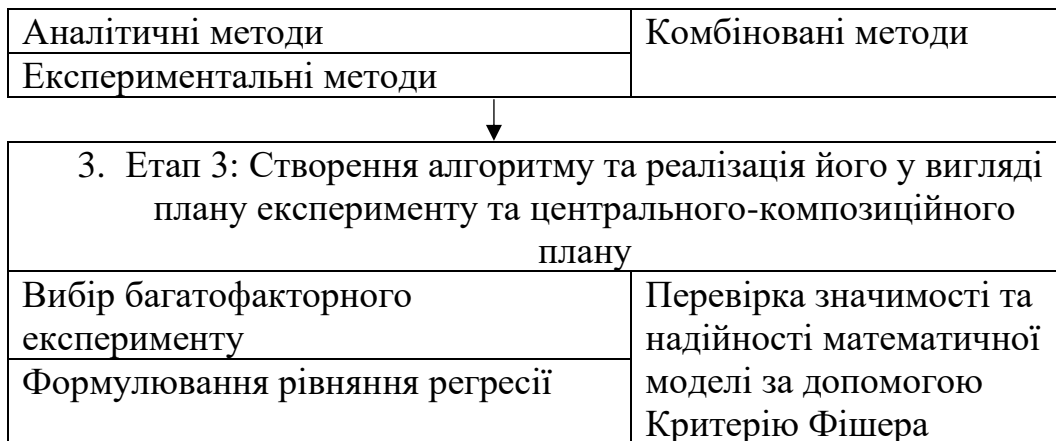 Аналітичні методи
Комбіновані методи
Експериментальні методи
3. Етап 3: Створення алгоритму та реалізація його у вигляді
плану експерименту та центрального-композиційного
плану
Вибір багатофакторного
експерименту
Формулювання рівняння регресії
Перевірка значимості та
надійності математичної
моделі за допомогою
Критерію Фішера